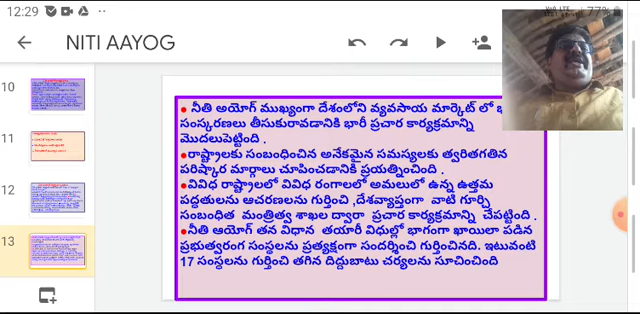 12:29
77%
NITI AAYOG
10
11
12
13
• నీతి అయోగ్ ముఖ్యంగా దేశంలోని వ్యవసాయ మార్కెట్ లో
సంస్కరణలు తీసుకురావడానికి భారీ ప్రచార కార్యక్రమాన్ని
మొదలుపెట్టింది .
•రాష్ట్రాలకు సంబంధించిన అనేకమైన సమస్యలకు త్వరితగతిన
పరిష్కార మార్గాలు చూపించడానికి ప్రయత్నించింది .
•వివిధ రాష్ట్రాలలో వివిధ రంగాలలో అమలులో ఉన్న ఉత్తమ
పద్ధతులను ఆచరణలను గుర్తించి ,దేశవ్యాప్తంగా వాటి గూర్చి
సంబంధిత మంత్రిత్వ శాఖల ద్వారా ప్రచార కార్యక్రమాన్ని చేపట్టింది .
•నీతి ఆయోగ్ తన విధాన తయారీ విధుల్లో భాగంగా ఖాయిలా పడిన
ప్రభుత్వరంగ సంస్థలను ప్రత్యక్షంగా సందర్శించి గుర్తించినది. ఇటువంటి
17 సంస్థలను గుర్తించి తగిన దిద్దుబాటు చర్యలను సూచించింది